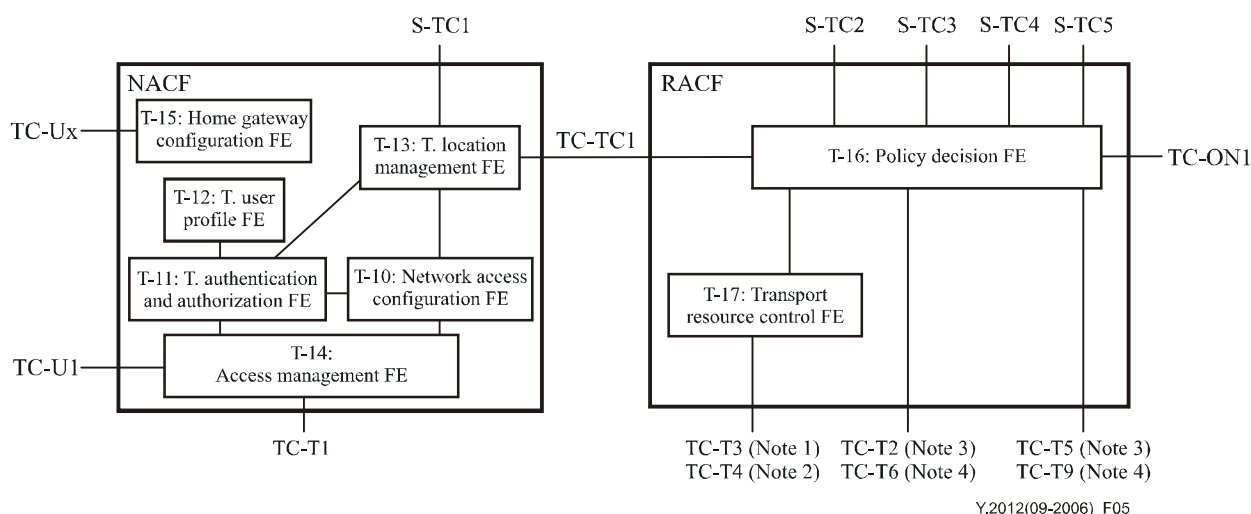 S-TC1
S-TC2
S-TC3
S-TC4
S-TC5
NACF
T-15: Home gateway
configuration FE
TC-Ux
T-13: T. location
management FE
T-12: T. user
profile FE
T-11: T. authentication
and authorization FE
T-10: Network access
configuration FE
T-14:
Access management FE
TC-U1
TC-T1
TC-TC1
RACF
T-16: Policy decision FE
TC-ON1
T-17: Transport
resource control FE
TC-T3 (Note 1)
TC-T4 (Note 2)
TC-T2 (Note 3)
TC-T6 (Note 4)
TC-T5 (Note 3)
TC-T9 (Note 4)
Y.2012(09-2006)_F05